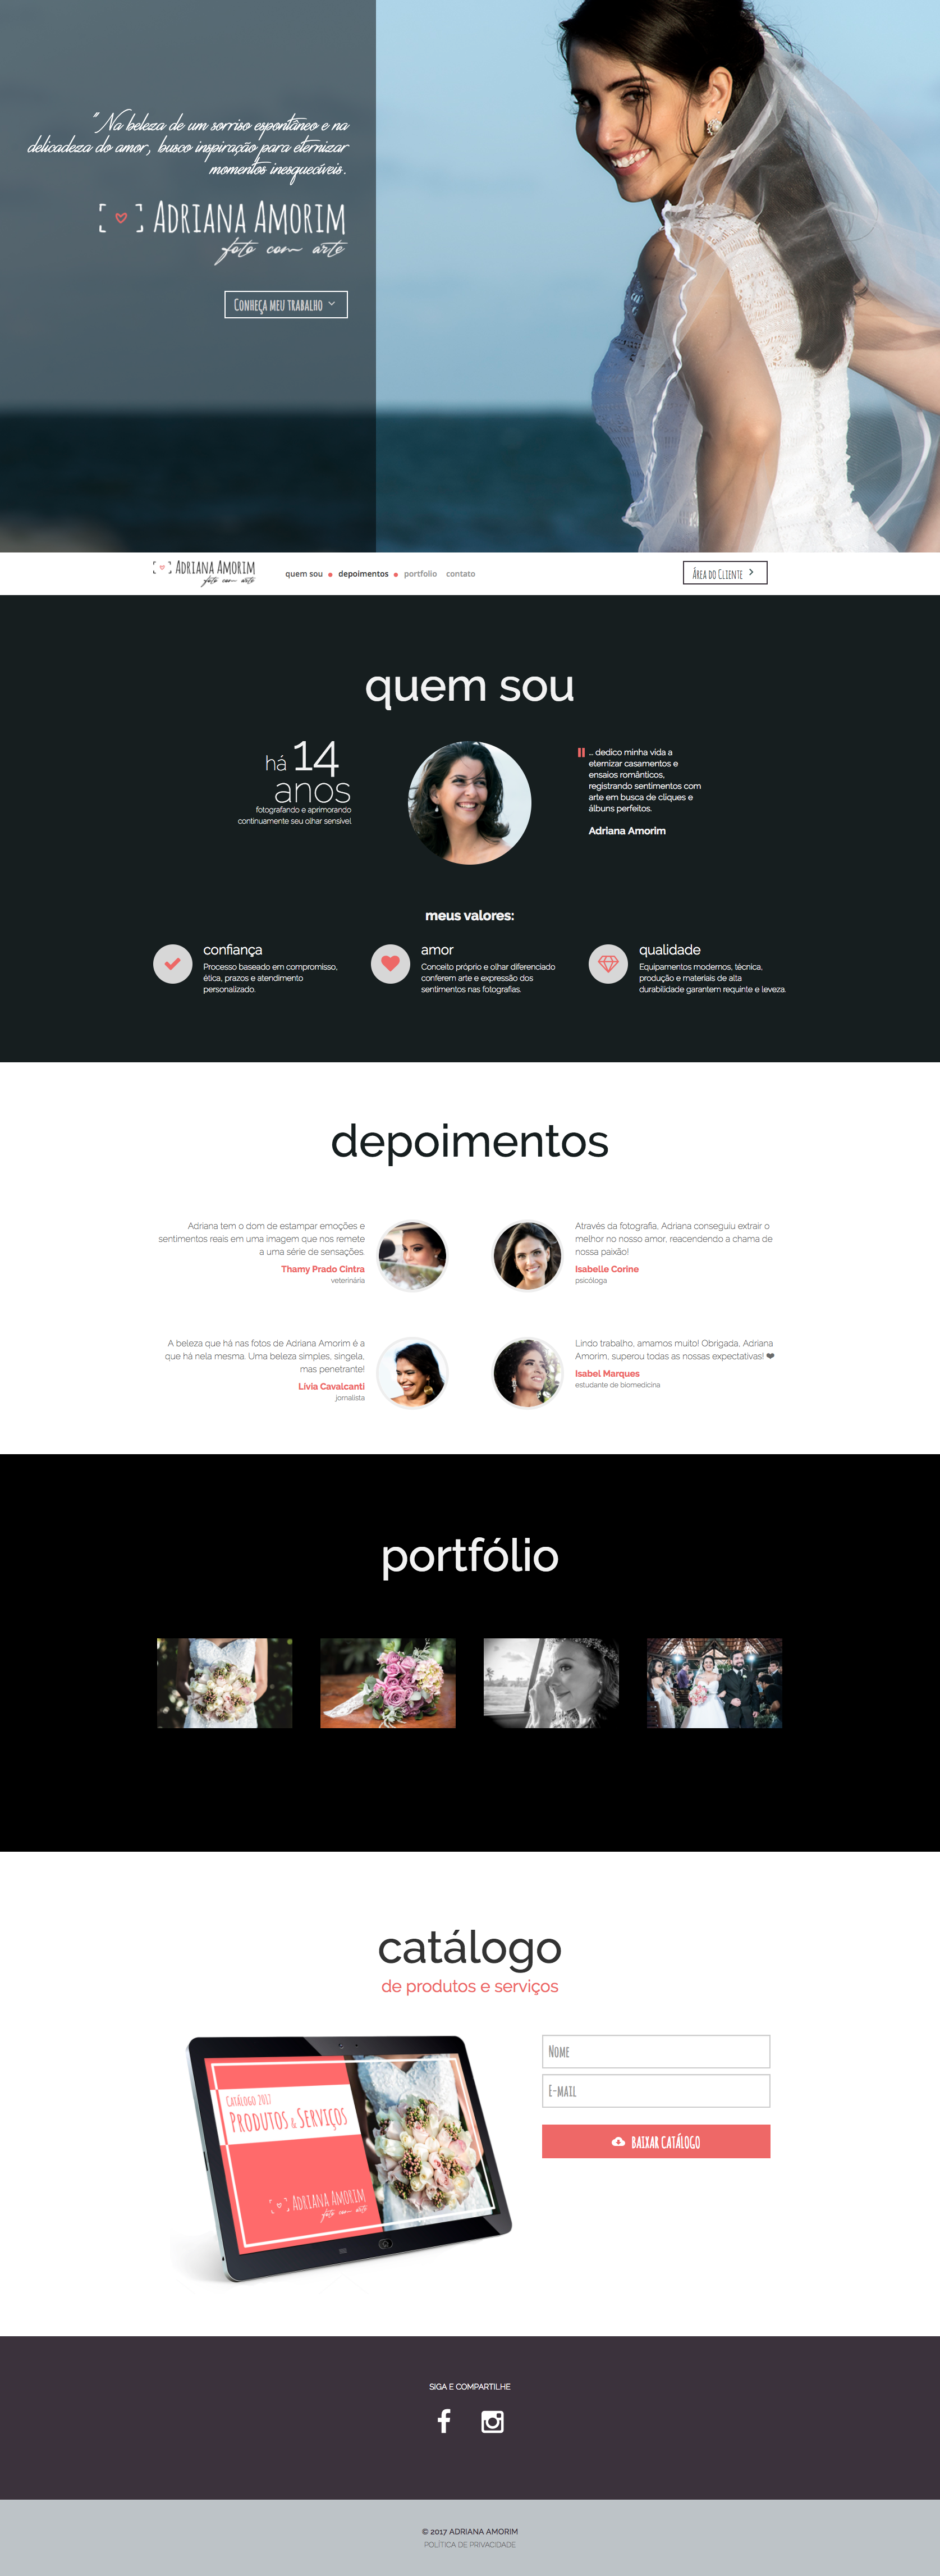 "Na beleza de um sorriso espontâneo e na
delicadeza do amor, busco inspiração para eternizar
momentos inesquecíveis.
[ ♡ ] Adriana Amorim
foto com arte
Conheça meu trabalho
[ ♡ ] Adriana Amorim
foto com arte
quem sou • depoimentos • portfolio contato
Área do Cliente
quem sou
há 14
anos
fotografando e aprimorando
continuamente seu olhar sensível
... dedico minha vida a
eternizar casamentos e
ensaios românticos,
registrando sentimentos com
arte em busca de cliques e
álbuns perfeitos.
Adriana Amorim
meus valores:
confiança
Processo baseado em compromisso,
ética, prazos e atendimento
personalizado.
amor
Conceito próprio e olhar diferenciado
conferem arte e expressão dos
sentimentos nas fotografias.
qualidade
Equipamentos modernos, técnica,
produção e materiais de alta
durabilidade garantem requinte e leveza.
depoimentos
Adriana tem o dom de estampar emoções e
sentimentos reais em uma imagem que nos remete
a uma série de sensações.
Thamy Prado Cintra
veterinária
Através da fotografia, Adriana conseguiu extrair o
melhor no nosso amor, reacendendo a chama de
nossa paixão!
Isabelle Corine
psicóloga
A beleza que há nas fotos de Adriana Amorim é a
que há nela mesma. Uma beleza simples, singela,
mas penetrante!
Lívia Cavalcanti
jornalista
Lindo trabalho, amamos muito! Obrigada, Adriana
Amorim, superou todas as nossas expectativas! ❤
Isabel Marques
estudante de biomedicina
portfólio
catálogo
de produtos e serviços
Catálogo 2017
Produtos & Serviços
[ ♡ ] Adriana Amorim
foto com arte
Nome
E-mail
BAIXAR CATÁLOGO
SIGA E COMPARTILHE
© 2017 ADRIANA AMORIM
POLÍTICA DE PRIVACIDADE